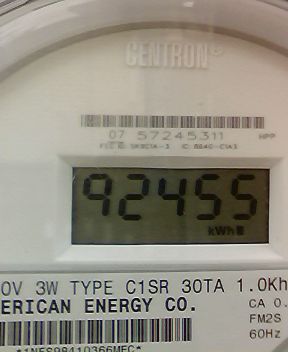 CENTRON®
07 57245311 HPP
92455
kWh
0V 3W TYPE C1SR 30TA 1.0Kh
ERICAN ENERGY CO. CA 0.
FM2S
60Hz